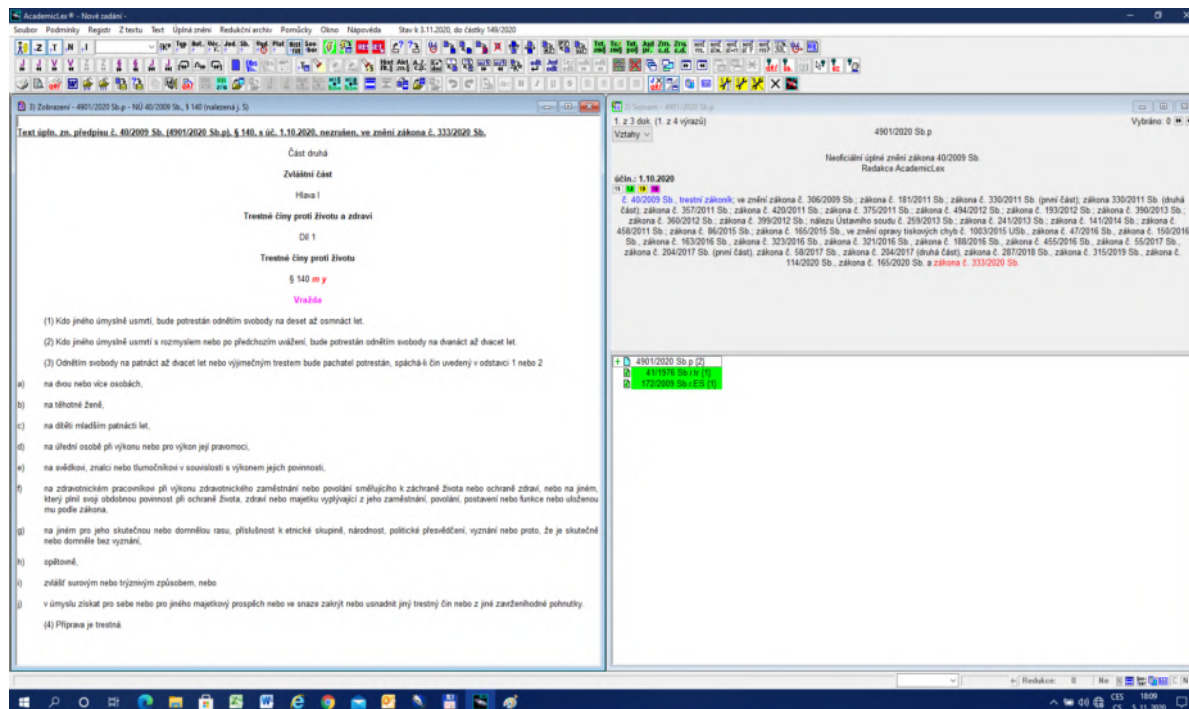 AcademicLex ® - Nové zadání -
Soubor Podmínky Registr Z textu Text Úplná znění Redukční archiv Pomůcky Okno Nápověda Stav k 3.11.2020, do částky 149/2020
3) Zobrazení - 4901/2020 Sb.p - NÚ 40/2009 Sb., § 140 (nalezená j. 5)
Text úpln. zn. předpisu č. 40/2009 Sb. (4901/2020 Sb.p), § 140, s úč. 1.10.2020, nezrušen, ve znění zákona č. 333/2020 Sb.
Část druhá
Zvláštní část
Hlava I
Trestné činy proti životu a zdraví
Díl 1
Trestné činy proti životu
§ 140 m y
Vražda
(1) Kdo jiného úmyslně usmrtí, bude potrestán odnětím svobody na deset až osmnáct let.
(2) Kdo jiného úmyslně usmrtí s rozmyslem nebo po předchozím uvážení, bude potrestán odnětím svobody na dvanáct až dvacet let.
(3) Odnětím svobody na patnáct až dvacet let nebo výjimečným trestem bude pachatel potrestán, spáchá-li čin uvedený v odstavci 1 nebo 2
a) na dvou nebo více osobách,
b) na těhotné ženě,
c) na dítěti mladším patnácti let,
d) na úřední osobě při výkonu nebo pro výkon její pravomoci,
e) na svědkovi, znalci nebo tlumočníkovi v souvislosti s výkonem jejich povinnosti,
f) na zdravotnickém pracovníkovi při výkonu zdravotnického zaměstnání nebo povolání směřujícího k záchraně života nebo ochraně zdraví, nebo na jiném,
který plnil svoji obdobnou povinnost při ochraně života, zdraví nebo majetku vyplývající z jeho zaměstnání, povolání, postavení nebo funkce nebo uloženou
mu podle zákona,
g) na jiném pro jeho skutečnou nebo domnělou rasu, příslušnost k etnické skupině, národnost, politické přesvědčení, vyznání nebo proto, že je skutečně
nebo domněle bez vyznání,
h) opětovně,
i) zvlášť surovým nebo trýznivým způsobem, nebo
j) v úmyslu získat pro sebe nebo pro jiného majetkový prospěch nebo ve snaze zakrýt nebo usnadnit jiný trestný čin nebo z jiné zavrženíhodné pohnutky.
(4) Příprava je trestná.
2) Seznam - 4901/2020 Sb.p
1. z 3 dok. (1. z 4 výrazů) Vybráno: 0
Vztahy
4901/2020 Sb.p
Neoficiální úplné znění zákona 40/2009 Sb.
Redakce AcademicLex
účin.: 1.10.2020
č. 40/2009 Sb., trestní zákoník; ve znění zákona č. 306/2009 Sb.; zákona č. 181/2011 Sb.; zákona č. 330/2011 Sb. (první část); zákona 330/2011 Sb. (druhá
část); zákona č. 357/2011 Sb.; zákona č. 420/2011 Sb.; zákona č. 375/2011 Sb.; zákona č. 494/2012 Sb.; zákona č. 193/2012 Sb.; zákona č. 390/2013 Sb.;
zákona č. 360/2012 Sb.; zákona č. 399/2012 Sb.; nálezu Ústavního soudu č. 259/2013 Sb.; zákona č. 241/2013 Sb.; zákona č. 141/2014 Sb.; zákona č.
458/2011 Sb.; zákona č. 86/2015 Sb.; zákona č. 165/2015 Sb., ve znění opravy tiskových chyb č. 1003/2015 USb., zákona č. 47/2016 Sb., zákona č. 150/2016
Sb., zákona č. 163/2016 Sb., zákona č. 323/2016 Sb., zákona č. 321/2016 Sb., zákona č. 188/2016 Sb., zákona č. 455/2016 Sb., zákona č. 55/2017 Sb.,
zákona č. 204/2017 Sb. (první část), zákona č. 58/2017 Sb., zákona č. 204/2017 (druhá část), zákona č. 287/2018 Sb., zákona č. 315/2019 Sb., zákona č.
114/2020 Sb., zákona č. 165/2020 Sb. a zákona č. 333/2020 Sb.
4901/2020 Sb.p {2}
41/1976 Sb.r.tr {1}
172/2009 Sb.r.ES {1}
Redukce: 0 Ne
CES 18:09
CS 5.11.2020